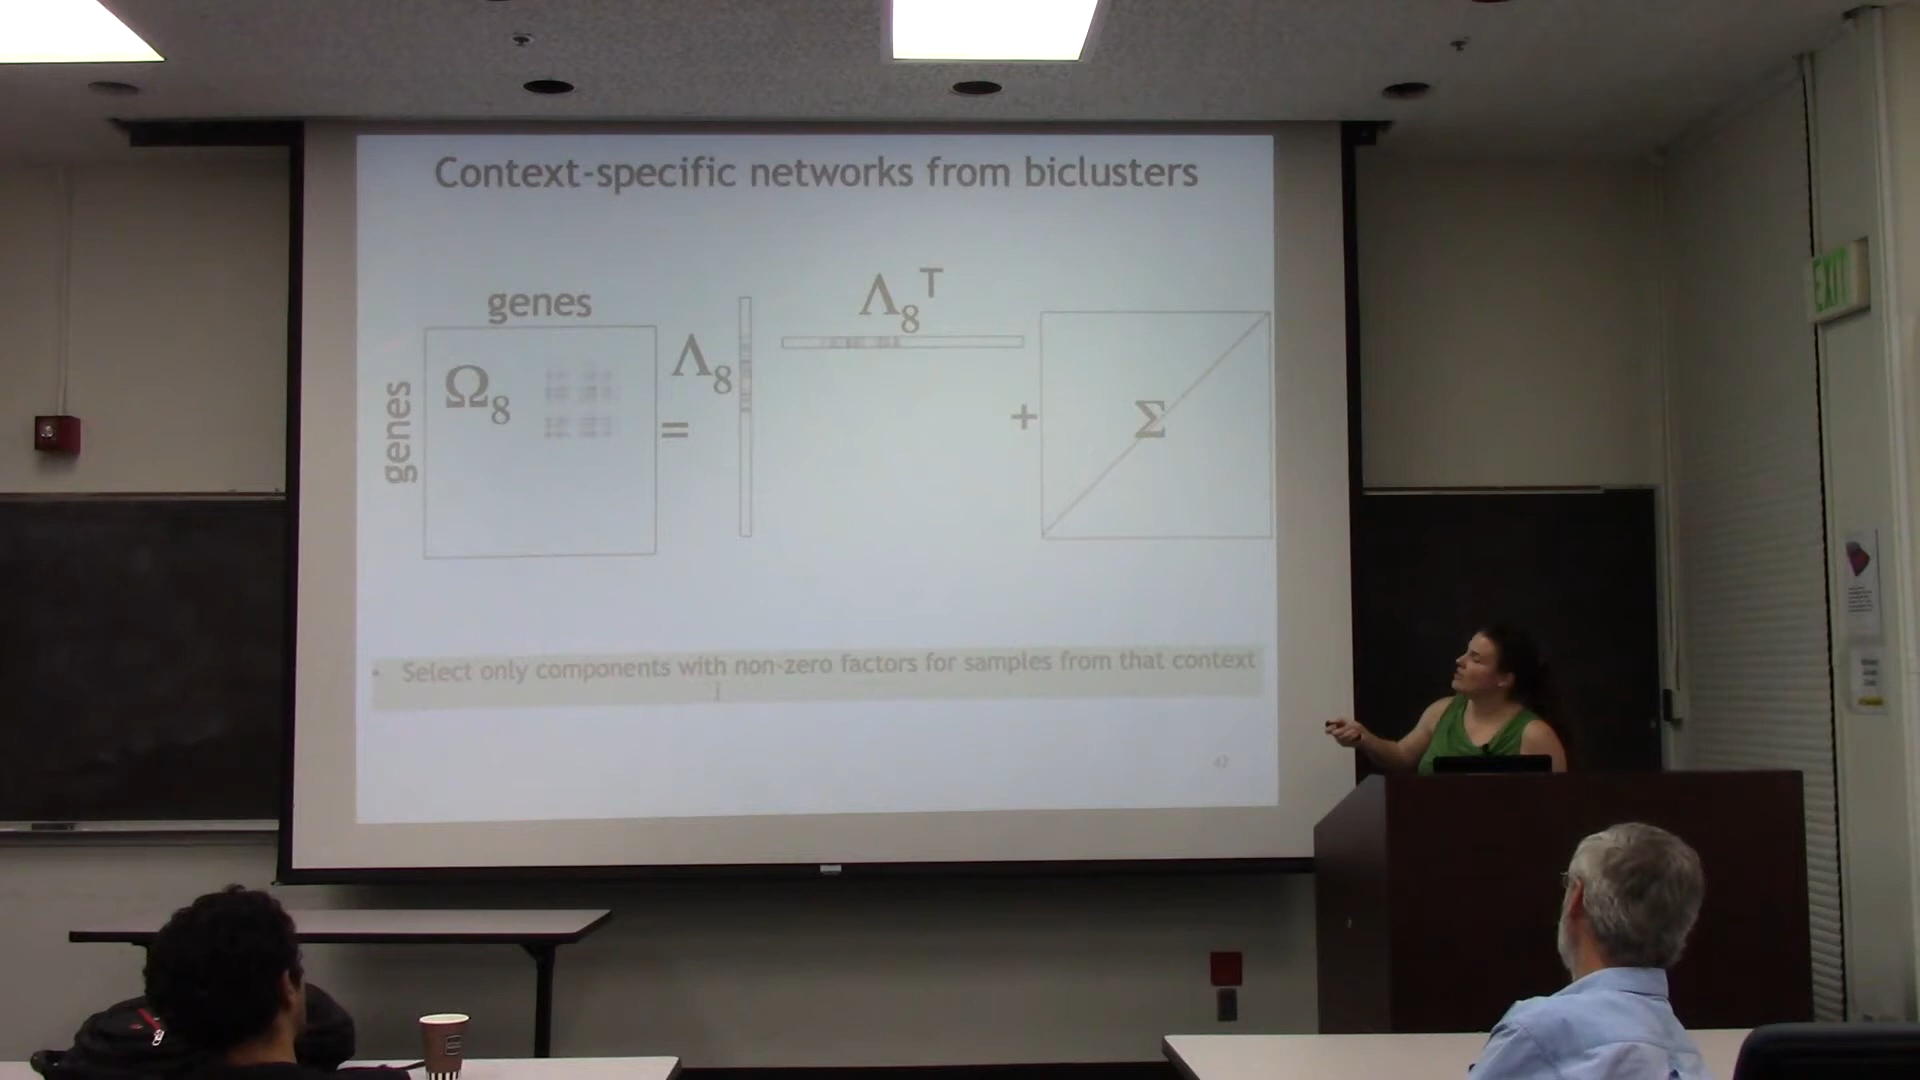 Context-specific networks from biclusters
genes
genes
Ω₈
=
Λ₈
Λ₈ᵀ
+
Σ
• Select only components with non-zero factors for samples from that context
42
EXIT